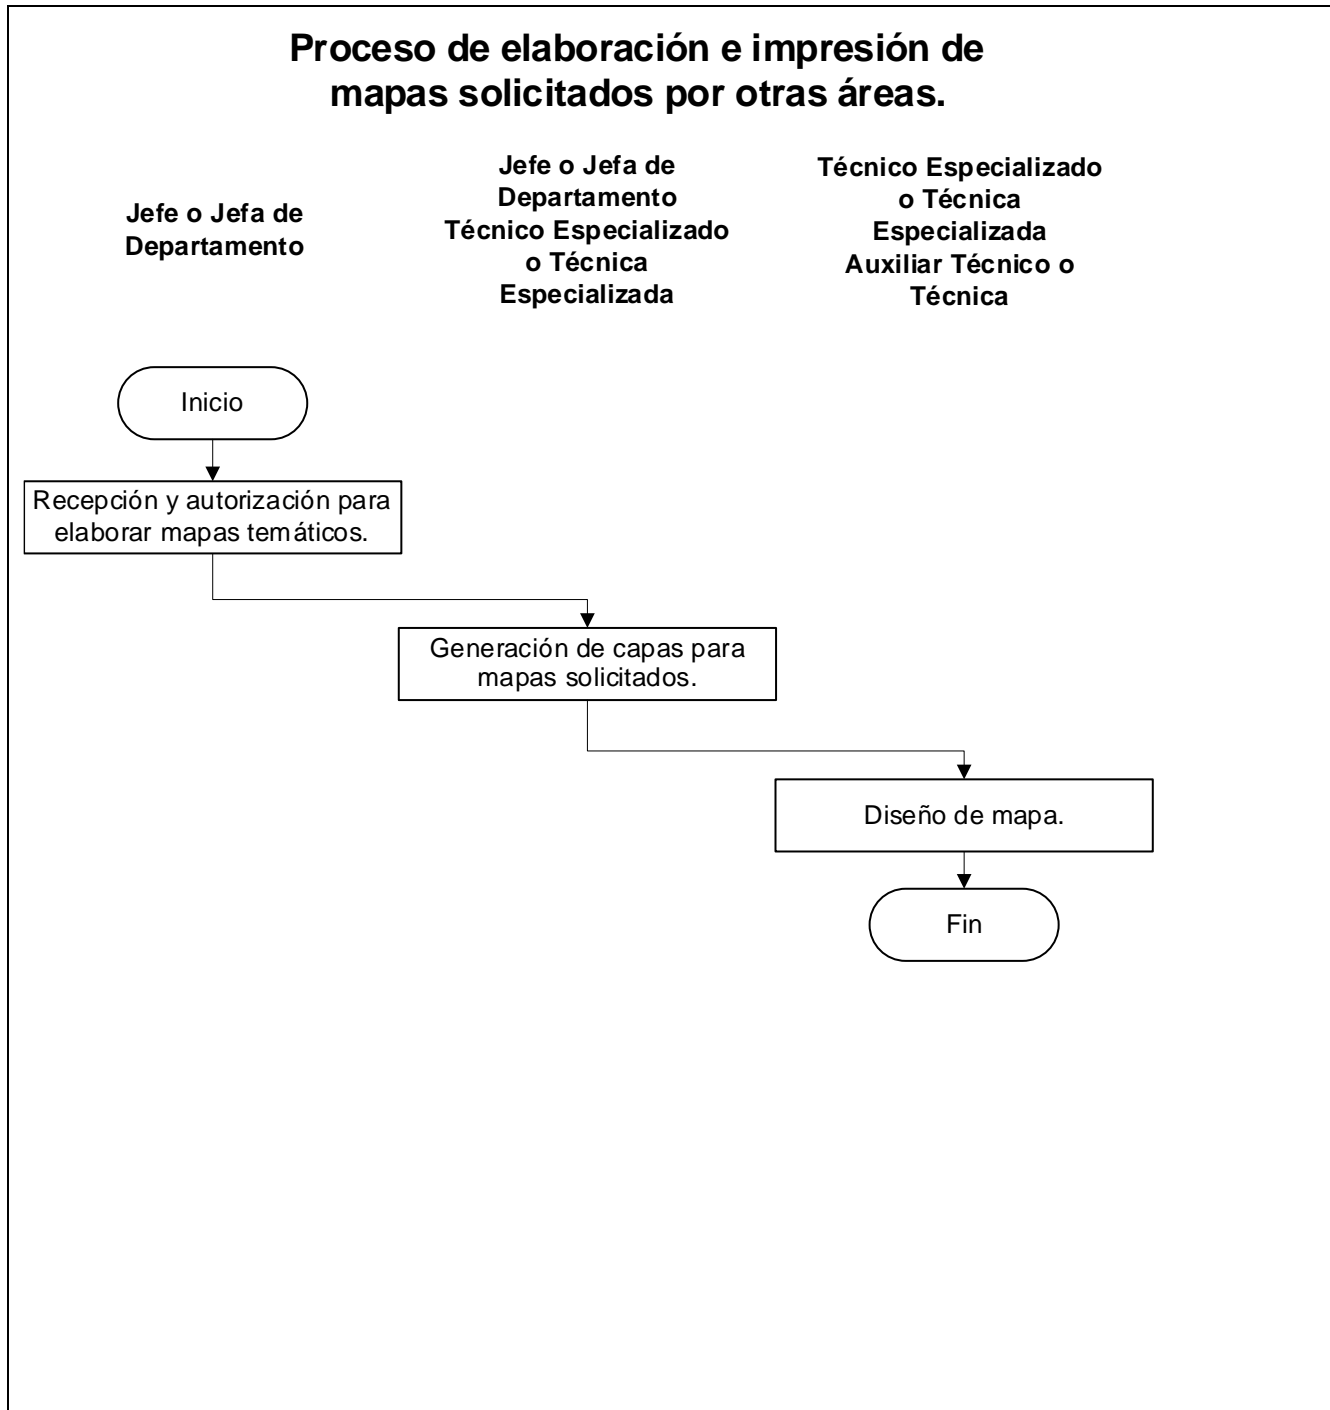 Proceso de elaboración e impresión de
mapas solicitados por otras áreas.
Jefe o Jefa de
Departamento
Jefe o Jefa de
Departamento
Técnico Especializado
o Técnica
Especializada
Técnico Especializado
o Técnica
Especializada
Auxiliar Técnico o
Técnica
Inicio
Recepción y autorización para
elaborar mapas temáticos.
Generación de capas para
mapas solicitados.
Diseño de mapa.
Fin